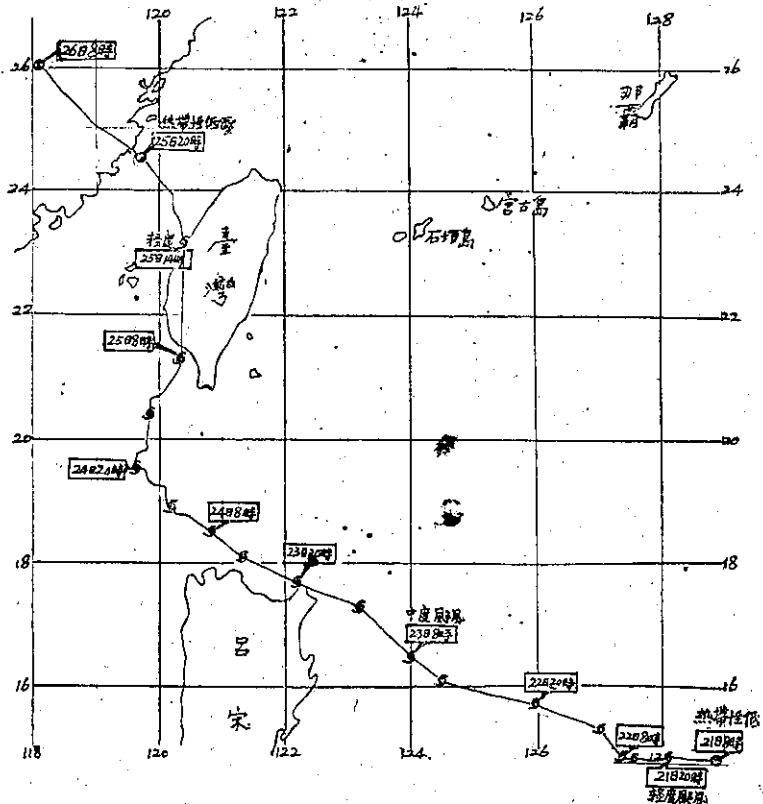 120
122
124
126
128
26日8時
26
26
那霸
熱帶性低壓
25日20時
24
24
宮古島
石垣島
輕度
25日14時
臺灣
22
22
25日8時
20
20
24日20時
24日8時
23日20時
18
18
中度颱風
23日8時
呂宋
16
16
22日20時
熱帶性低
22日8時
21日8時
118
120
122
124
126
128
21日20時
輕度颱風